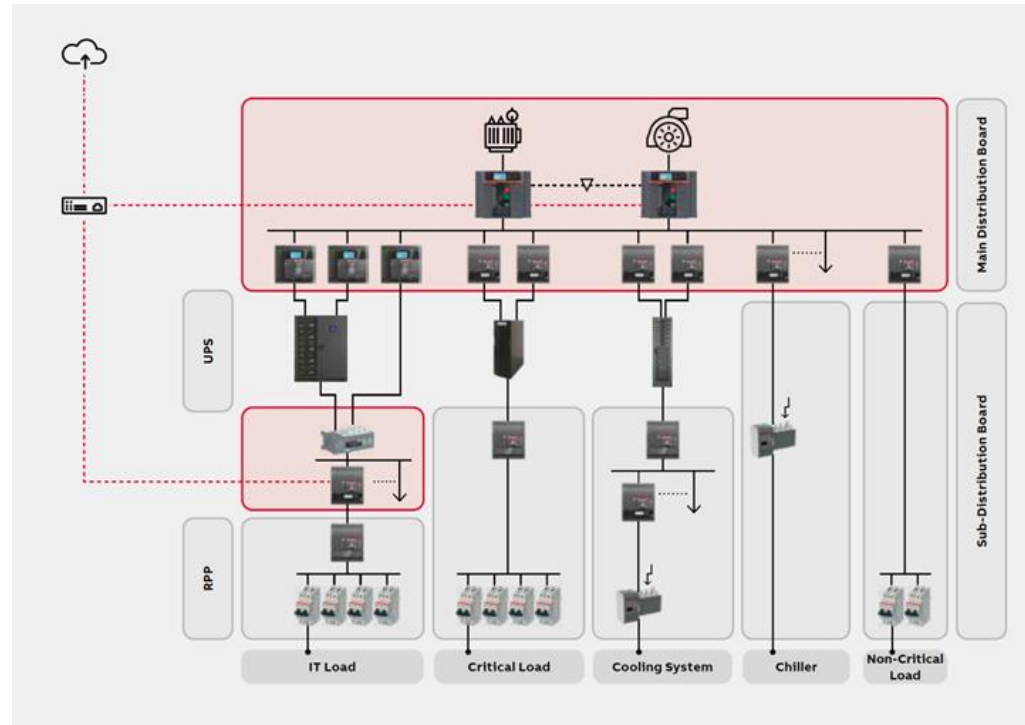 Main Distribution Board
UPS
Sub-Distribution Board
RPP
IT Load
Critical Load
Cooling System
Chiller
Non-Critical
Load